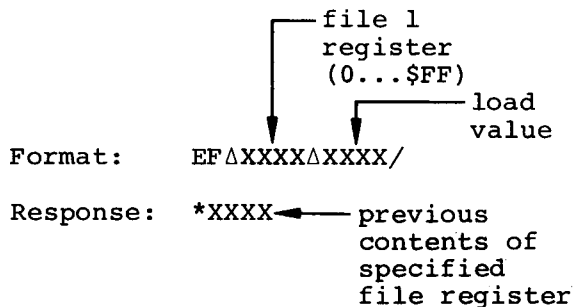 file 1
register
(0...$FF)
load
value
Format: EFΔXXXXΔXXXX/
Response: *XXXX
previous
contents of
specified
file register